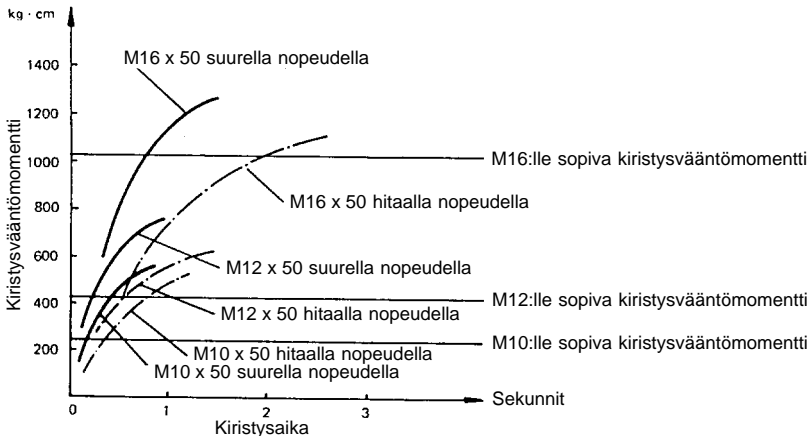 kg · cm
1400
1200
1000
800
600
400
200
0
1
2
3
Kiristysvääntömomentti
M16 x 50 suurella nopeudella
M16:lle sopiva kiristysvääntömomentti
M16 x 50 hitaalla nopeudella
M12 x 50 suurella nopeudella
M12:lle sopiva kiristysvääntömomentti
M12 x 50 hitaalla nopeudella
M10:lle sopiva kiristysvääntömomentti
M10 x 50 hitaalla nopeudella
M10 x 50 suurella nopeudella
Sekunnit
Kiristysaika